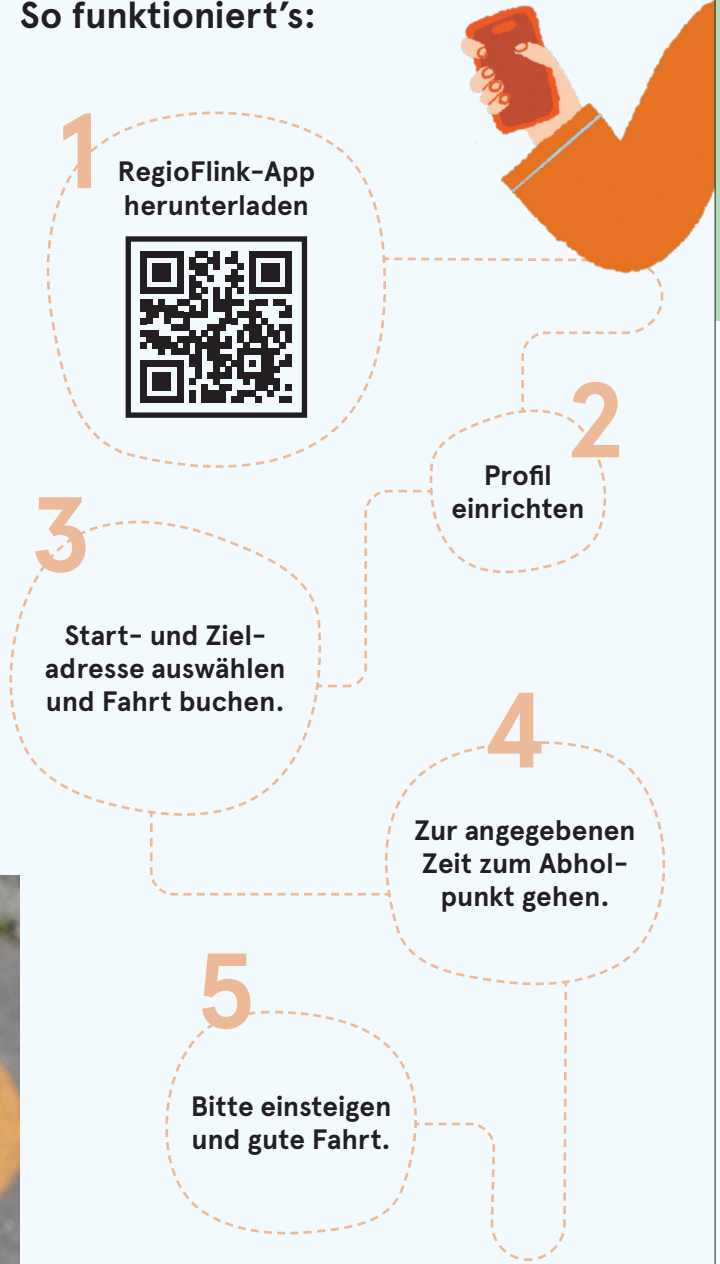 So funktioniert’s:
1
RegioFlink-App
herunterladen
2
Profil
einrichten
3
Start- und Ziel-
adresse auswählen
und Fahrt buchen.
4
Zur angegebenen
Zeit zum Abhol-
punkt gehen.
5
Bitte einsteigen
und gute Fahrt.